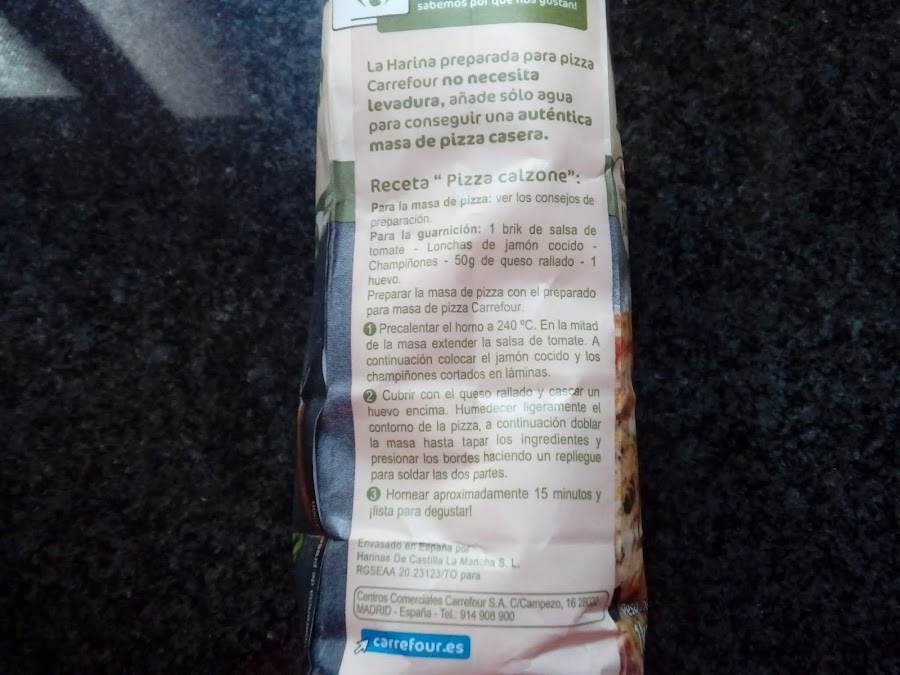 sabemos por qué nos gustan!
La Harina preparada para pizza
Carrefour no necesita
levadura, añade sólo agua
para conseguir una auténtica
masa de pizza casera.
Receta “ Pizza calzone”:
Para la masa de pizza: ver los consejos de
preparación.
Para la guarnición: 1 brik de salsa de
tomate - Lonchas de jamón cocido -
Champiñones - 50g de queso rallado - 1
huevo.
Preparar la masa de pizza con el preparado
para masa de pizza Carrefour.
1 Precalentar el horno a 240 ºC. En la mitad
de la masa extender la salsa de tomate. A
continuación colocar el jamón cocido y los
champiñones cortados en láminas.
2 Cubrir con el queso rallado y cascar un
huevo encima. Humedecer ligeramente el
contorno de la pizza, a continuación doblar
la masa hasta tapar los ingredientes y
presionar los bordes haciendo un repliegue
para soldar las dos partes.
3 Hornear aproximadamente 15 minutos y
¡lista para degustar!
Envasado en España por
Harinas De Castilla La Mancha S. L.
RGSEAA 20.23123/TO para
Centros Comerciales Carrefour S.A. C/Campezo, 16
MADRID - España - Tel.: 914 908 900
carrefour.es